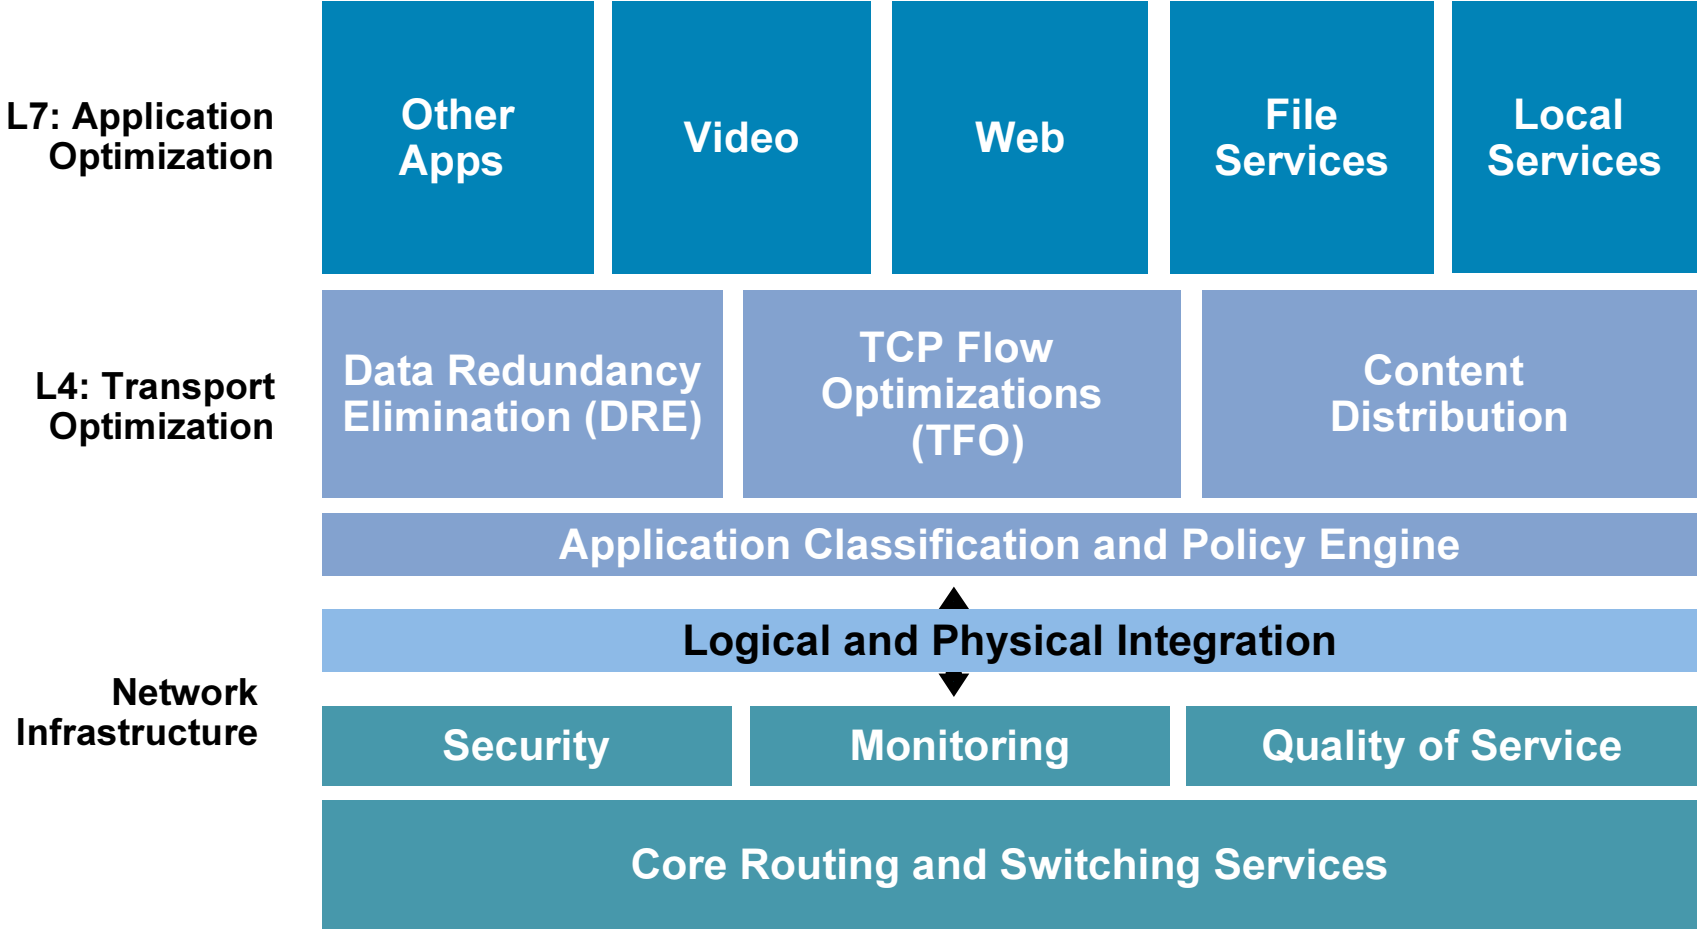 L7: Application
Optimization
Other
Apps
Video
Web
File
Services
Local
Services
L4: Transport
Optimization
Data Redundancy
Elimination (DRE)
TCP Flow
Optimizations
(TFO)
Content
Distribution
Application Classification and Policy Engine
Logical and Physical Integration
Network
Infrastructure
Security
Monitoring
Quality of Service
Core Routing and Switching Services